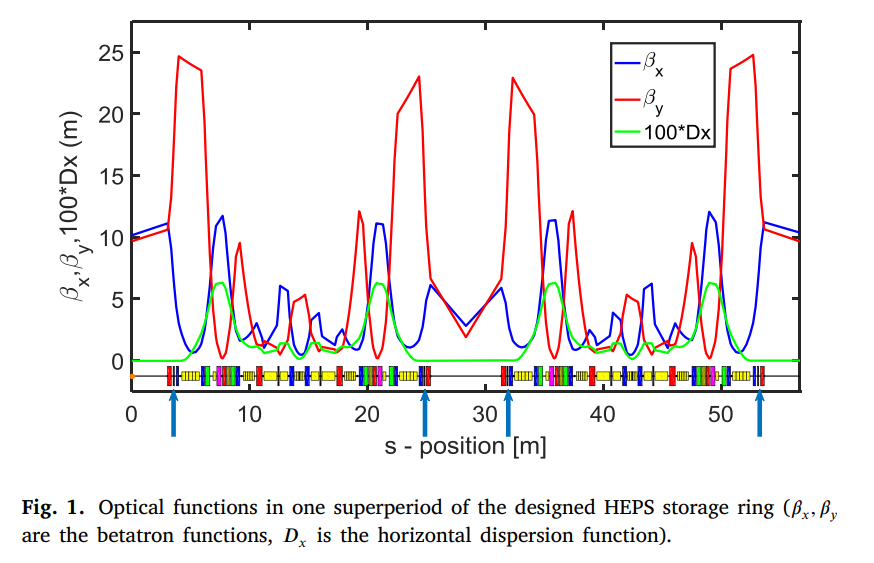 β_x
β_y
100*Dx
β_x,β_y,100*Dx (m)
25
20
15
10
5
0
0 10 20 30 40 50
s - position [m]
Fig. 1. Optical functions in one superperiod of the designed HEPS storage ring (β_x, β_y
are the betatron functions, D_x is the horizontal dispersion function).